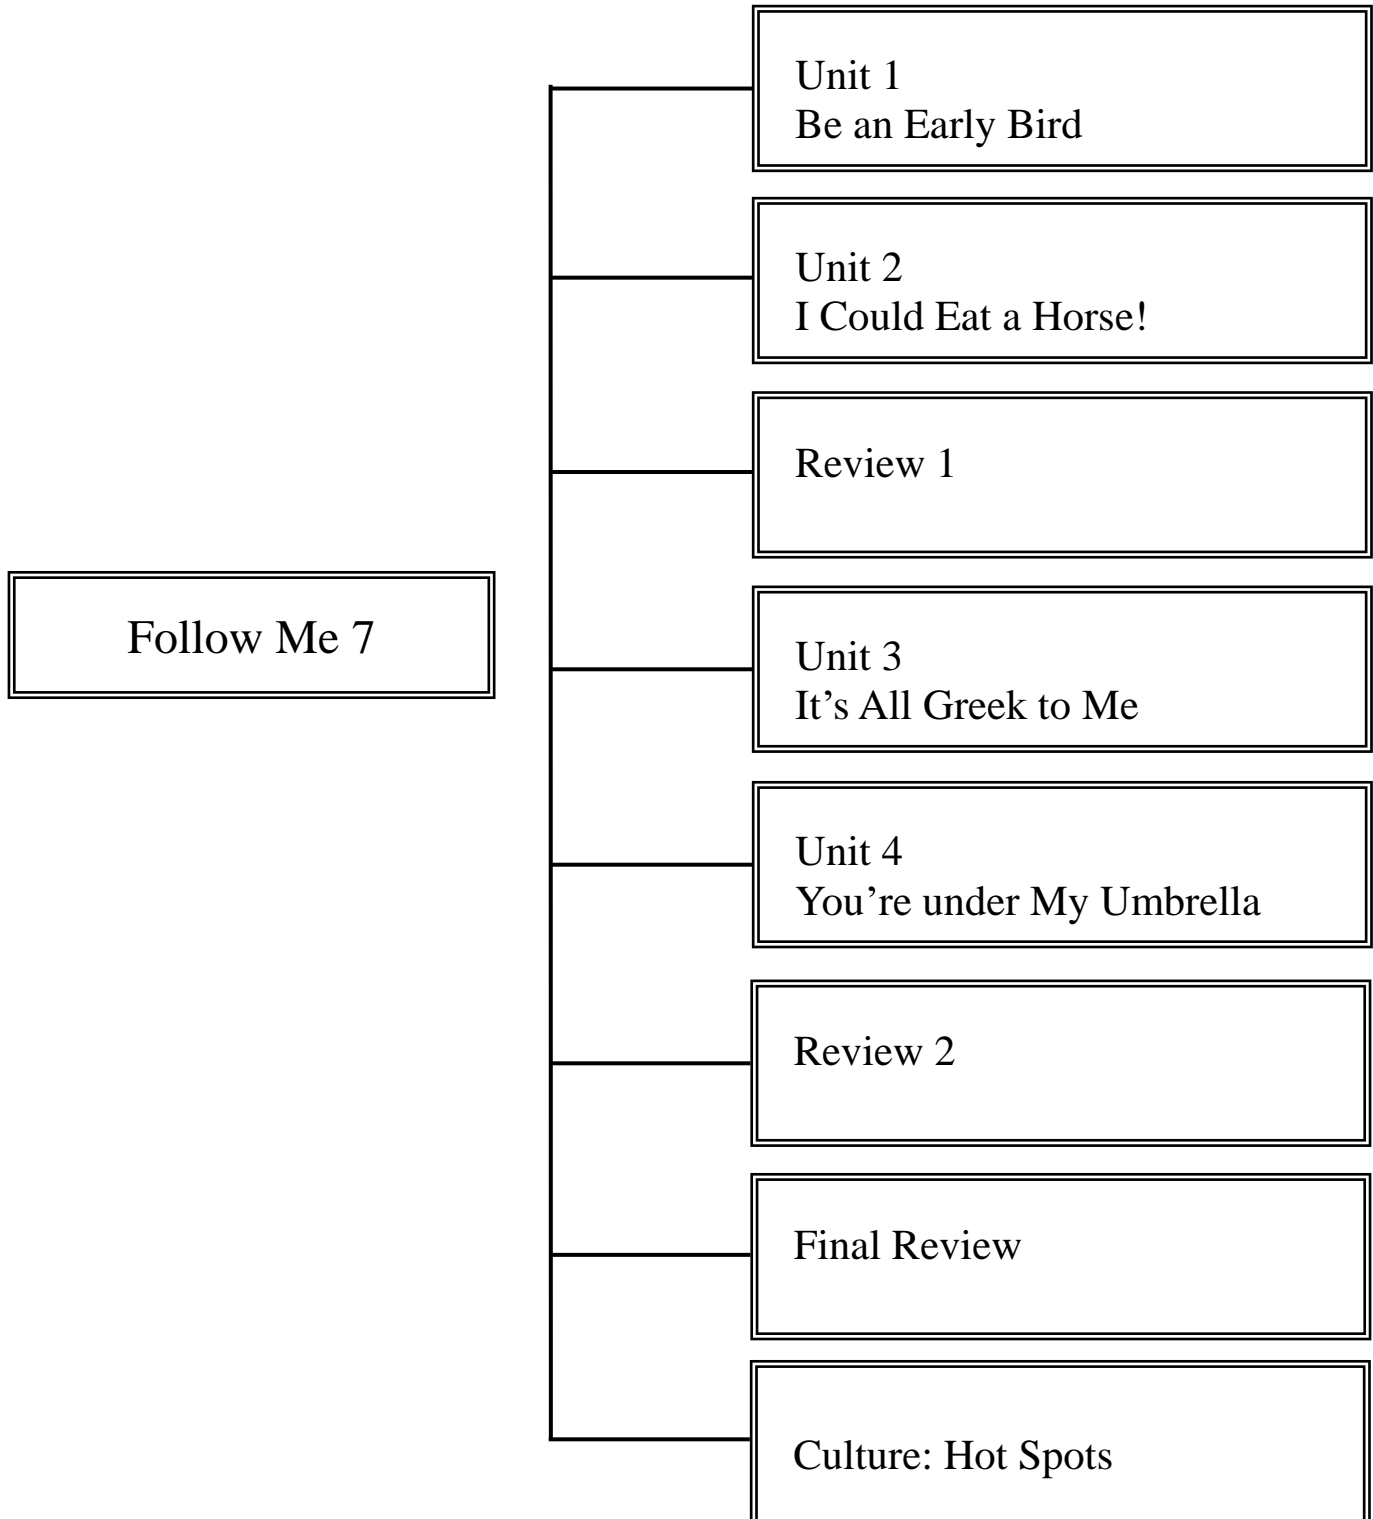 Follow Me 7
Unit 1
Be an Early Bird
Unit 2
I Could Eat a Horse!
Review 1
Unit 3
It’s All Greek to Me
Unit 4
You’re under My Umbrella
Review 2
Final Review
Culture: Hot Spots